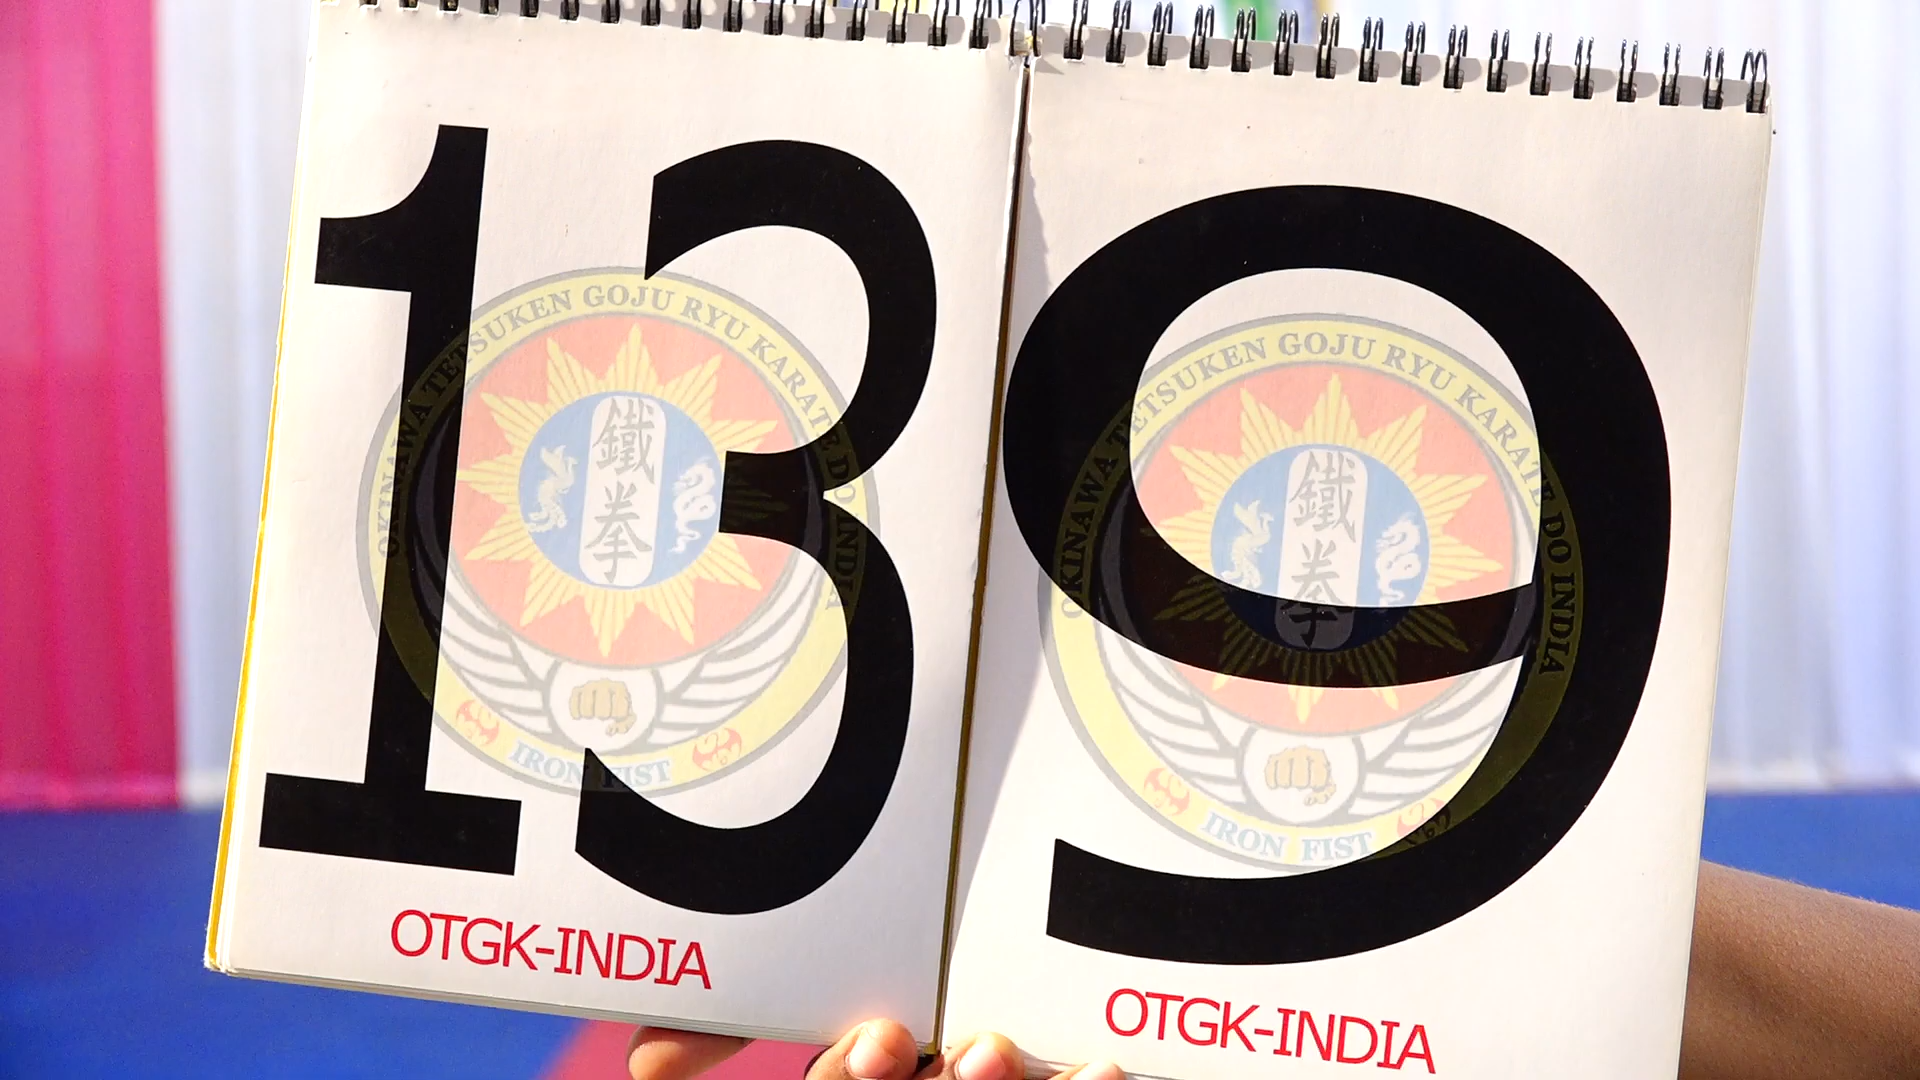 13
OKINAWA TETSUKEN GOJU RYU KARATE DO INDIA
鐵
拳
IRON FIST
OTGK-INDIA
9
OKINAWA TETSUKEN GOJU RYU KARATE DO INDIA
鐵
拳
IRON FIST
OTGK-INDIA